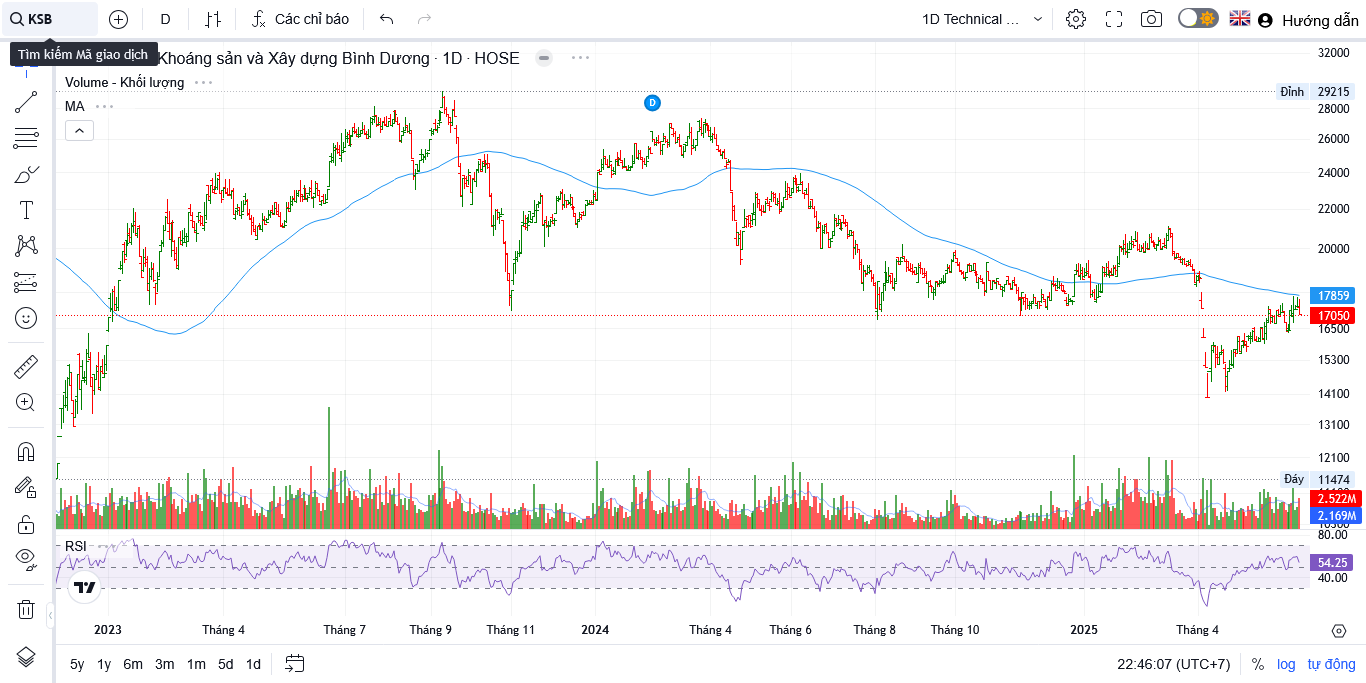 KSB
D
Các chỉ báo
1D Technical ...
Hướng dẫn
Tìm kiếm Mã giao dịch
Khoáng sản và Xây dựng Bình Dương · 1D · HOSE
Volume - Khối lượng
MA
D
32000
Đỉnh 29215
28000
26000
24000
22000
20000
17859
17050
16500
15300
14100
13100
12100
Đáy 11474
2.522M
2.169M
80.00
RSI
54.25
40.00
2023 Tháng 4 Tháng 7 Tháng 9 Tháng 11 2024 Tháng 4 Tháng 6 Tháng 8 Tháng 10 2025 Tháng 4
5y 1y 6m 3m 1m 5d 1d
22:46:07 (UTC+7) % log tự động